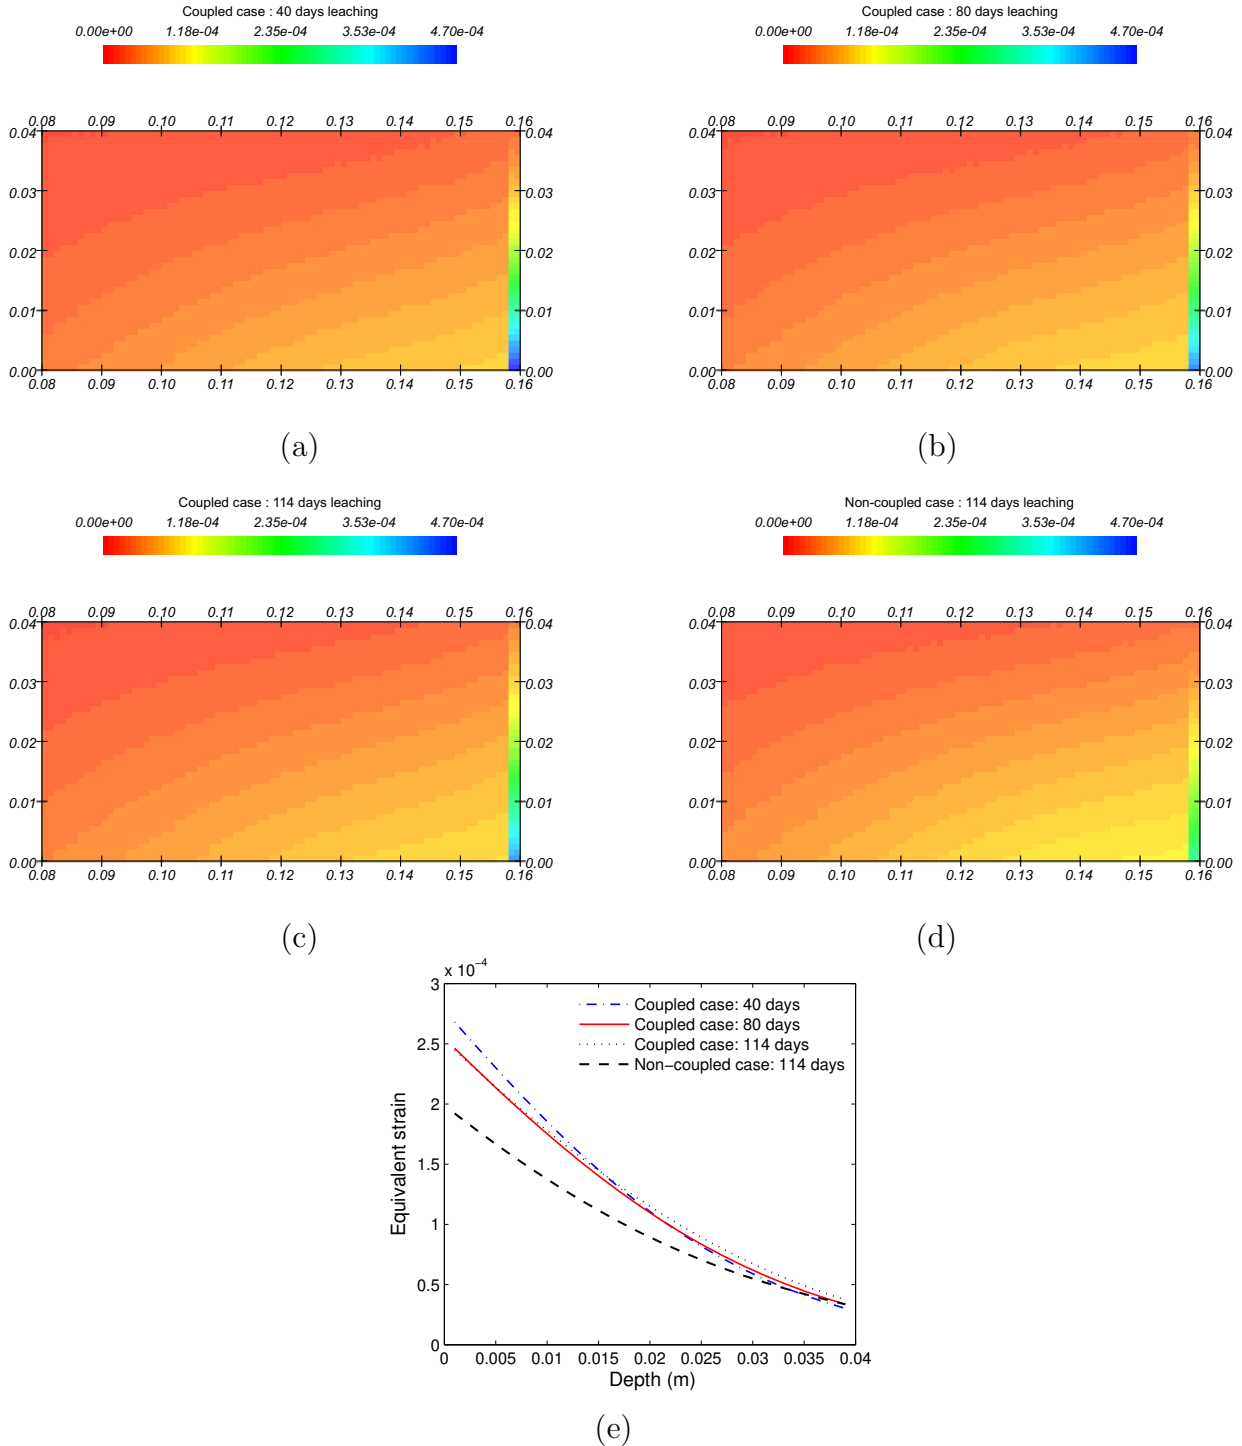 Coupled case : 40 days leaching
0.00e+00 1.18e-04 2.35e-04 3.53e-04 4.70e-04
0.08 0.09 0.10 0.11 0.12 0.13 0.14 0.15 0.16
0.04 0.04
0.03 0.03
0.02 0.02
0.01 0.01
0.00 0.00
0.08 0.09 0.10 0.11 0.12 0.13 0.14 0.15 0.16
(a)
Coupled case : 80 days leaching
0.00e+00 1.18e-04 2.35e-04 3.53e-04 4.70e-04
0.08 0.09 0.10 0.11 0.12 0.13 0.14 0.15 0.16
0.04 0.04
0.03 0.03
0.02 0.02
0.01 0.01
0.00 0.00
0.08 0.09 0.10 0.11 0.12 0.13 0.14 0.15 0.16
(b)
Coupled case : 114 days leaching
0.00e+00 1.18e-04 2.35e-04 3.53e-04 4.70e-04
0.08 0.09 0.10 0.11 0.12 0.13 0.14 0.15 0.16
0.04 0.04
0.03 0.03
0.02 0.02
0.01 0.01
0.00 0.00
0.08 0.09 0.10 0.11 0.12 0.13 0.14 0.15 0.16
(c)
Non-coupled case : 114 days leaching
0.00e+00 1.18e-04 2.35e-04 3.53e-04 4.70e-04
0.08 0.09 0.10 0.11 0.12 0.13 0.14 0.15 0.16
0.04 0.04
0.03 0.03
0.02 0.02
0.01 0.01
0.00 0.00
0.08 0.09 0.10 0.11 0.12 0.13 0.14 0.15 0.16
(d)
x 10⁻⁴
3
2.5
2
1.5
1
0.5
0
Equivalent strain
Coupled case: 40 days
Coupled case: 80 days
Coupled case: 114 days
Non−coupled case: 114 days
0 0.005 0.01 0.015 0.02 0.025 0.03 0.035 0.04
Depth (m)
(e)